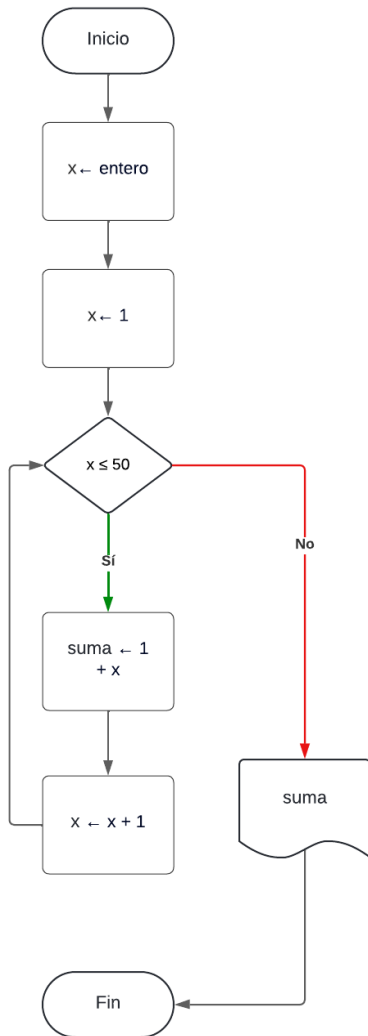 Inicio
x← entero
x← 1
x ≤ 50
No
Sí
suma ← 1
+ x
x ← x + 1
suma
Fin